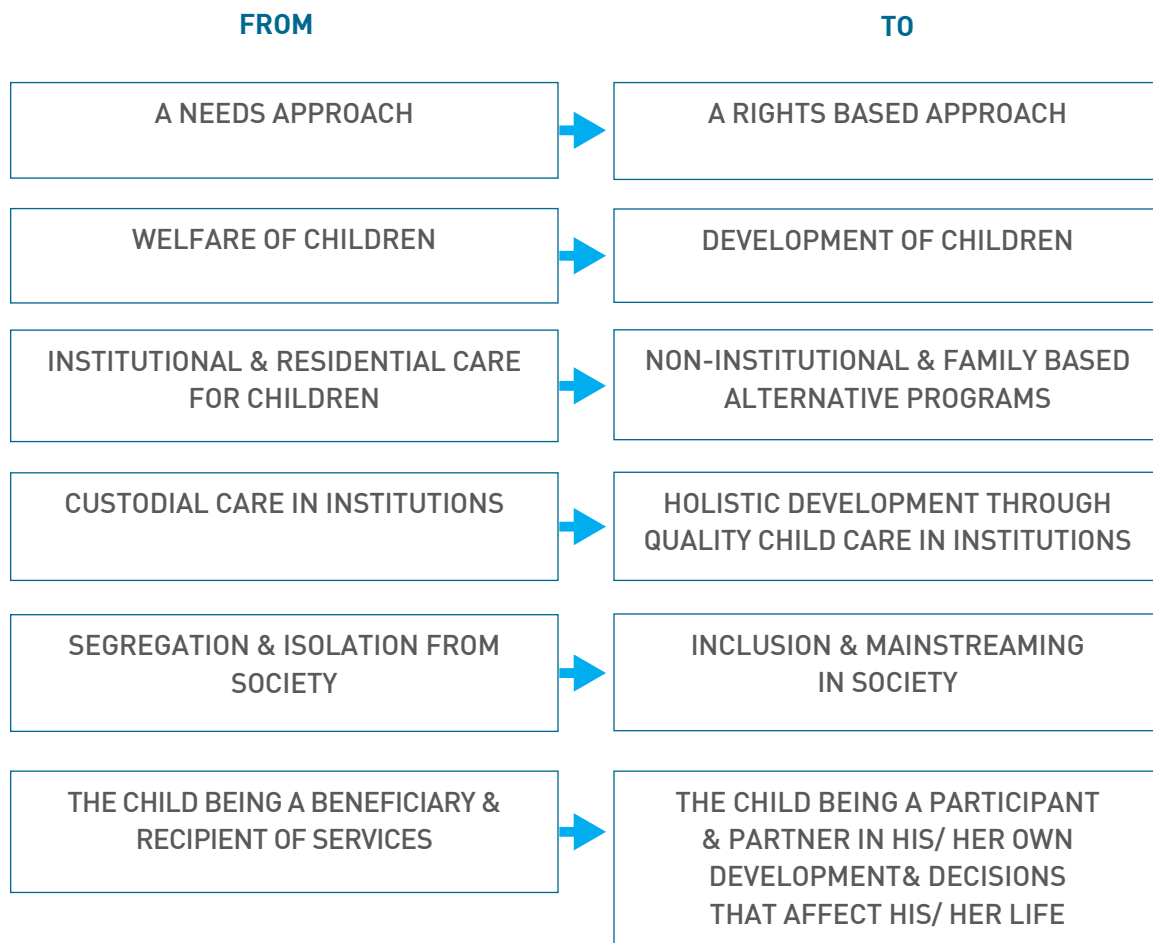 FROM
TO
A NEEDS APPROACH
A RIGHTS BASED APPROACH
WELFARE OF CHILDREN
DEVELOPMENT OF CHILDREN
INSTITUTIONAL & RESIDENTIAL CARE
FOR CHILDREN
NON-INSTITUTIONAL & FAMILY BASED
ALTERNATIVE PROGRAMS
CUSTODIAL CARE IN INSTITUTIONS
HOLISTIC DEVELOPMENT THROUGH
QUALITY CHILD CARE IN INSTITUTIONS
SEGREGATION & ISOLATION FROM
SOCIETY
INCLUSION & MAINSTREAMING
IN SOCIETY
THE CHILD BEING A BENEFICIARY &
RECIPIENT OF SERVICES
THE CHILD BEING A PARTICIPANT
& PARTNER IN HIS/ HER OWN
DEVELOPMENT& DECISIONS
THAT AFFECT HIS/ HER LIFE